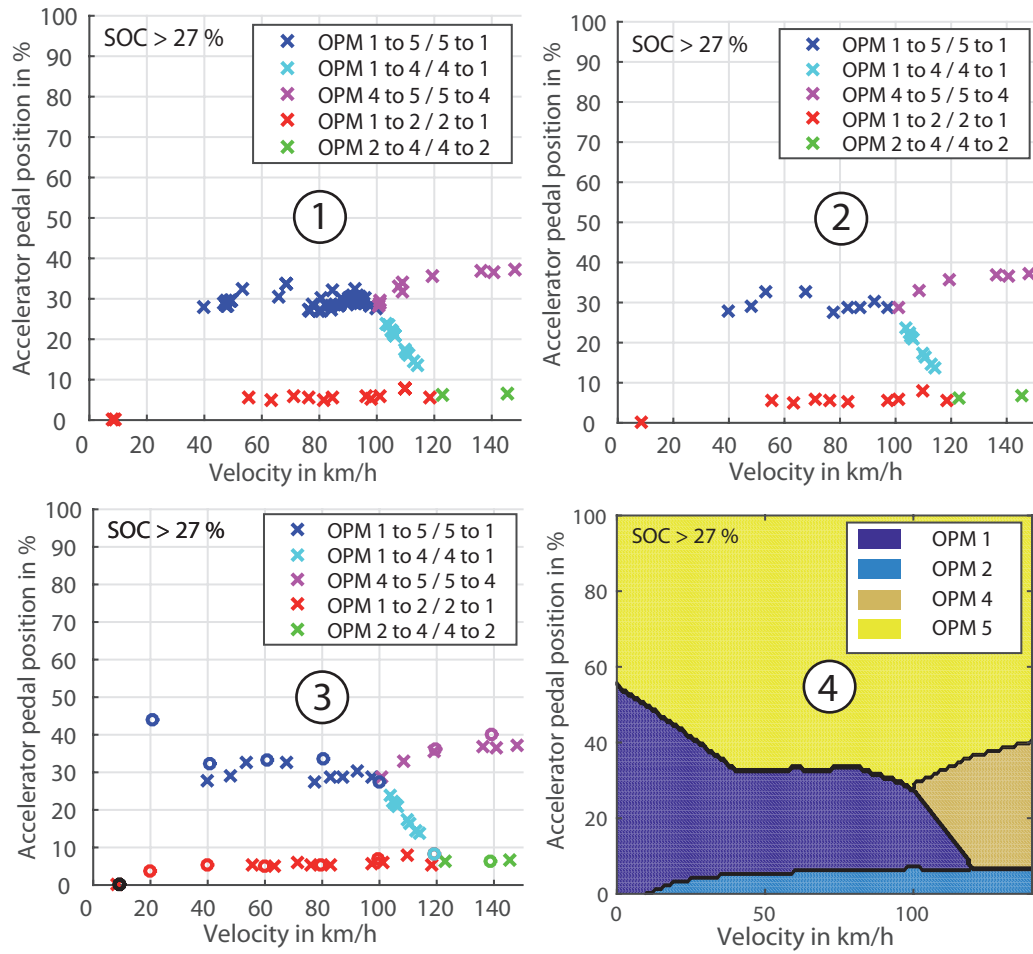 SOC > 27 %
OPM 1 to 5 / 5 to 1
OPM 1 to 4 / 4 to 1
OPM 4 to 5 / 5 to 4
OPM 1 to 2 / 2 to 1
OPM 2 to 4 / 4 to 2
1
Accelerator pedal position in %
100
90
80
70
60
50
40
30
20
10
0
0 20 40 60 80 100 120 140
Velocity in km/h
SOC > 27 %
OPM 1 to 5 / 5 to 1
OPM 1 to 4 / 4 to 1
OPM 4 to 5 / 5 to 4
OPM 1 to 2 / 2 to 1
OPM 2 to 4 / 4 to 2
2
Accelerator pedal position in %
100
90
80
70
60
50
40
30
20
10
0
0 20 40 60 80 100 120 140
Velocity in km/h
SOC > 27 %
OPM 1 to 5 / 5 to 1
OPM 1 to 4 / 4 to 1
OPM 4 to 5 / 5 to 4
OPM 1 to 2 / 2 to 1
OPM 2 to 4 / 4 to 2
3
Accelerator pedal position in %
100
90
80
70
60
50
40
30
20
10
0
0 20 40 60 80 100 120 140
Velocity in km/h
SOC > 27 %
OPM 1
OPM 2
OPM 4
OPM 5
4
Accelerator pedal position in %
100
80
60
40
20
0
0 50 100
Velocity in km/h